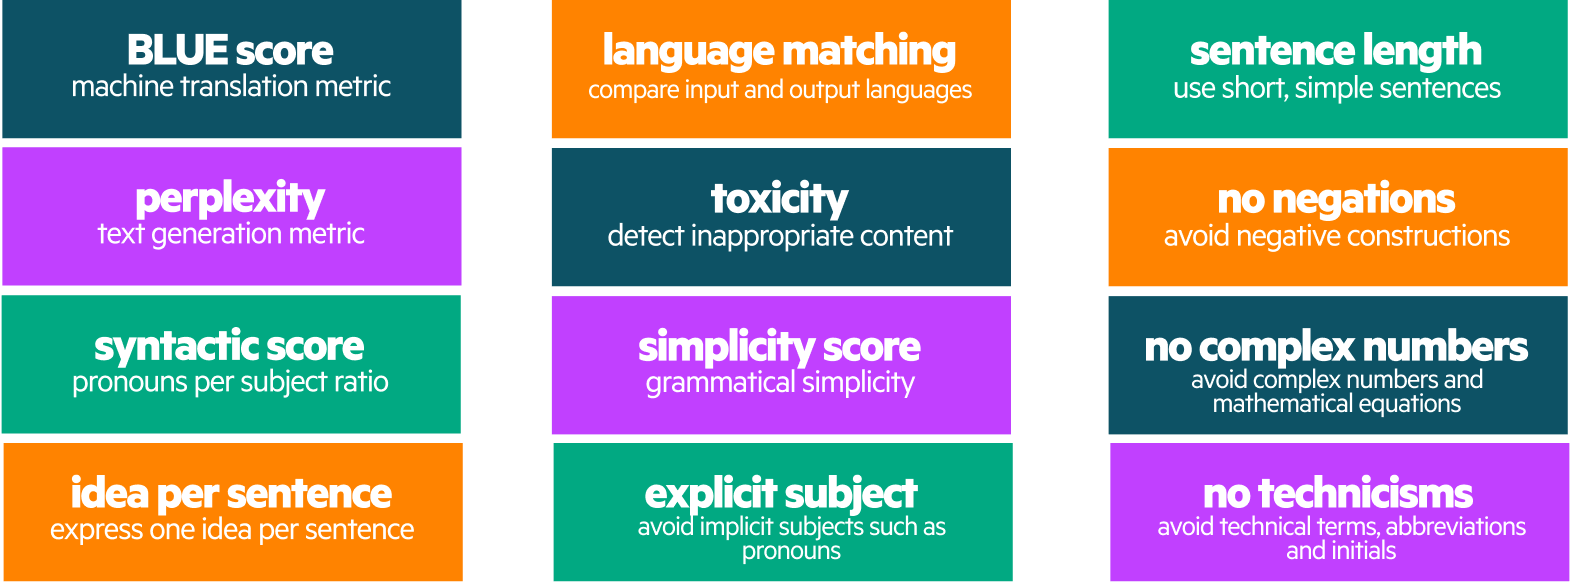 BLUE score
machine translation metric
language matching
compare input and output languages
sentence length
use short, simple sentences
perplexity
text generation metric
toxicity
detect inappropriate content
no negations
avoid negative constructions
syntactic score
pronouns per subject ratio
simplicity score
grammatical simplicity
no complex numbers
avoid complex numbers and
mathematical equations
idea per sentence
express one idea per sentence
explicit subject
avoid implicit subjects such as
pronouns
no technicisms
avoid technical terms, abbreviations
and initials